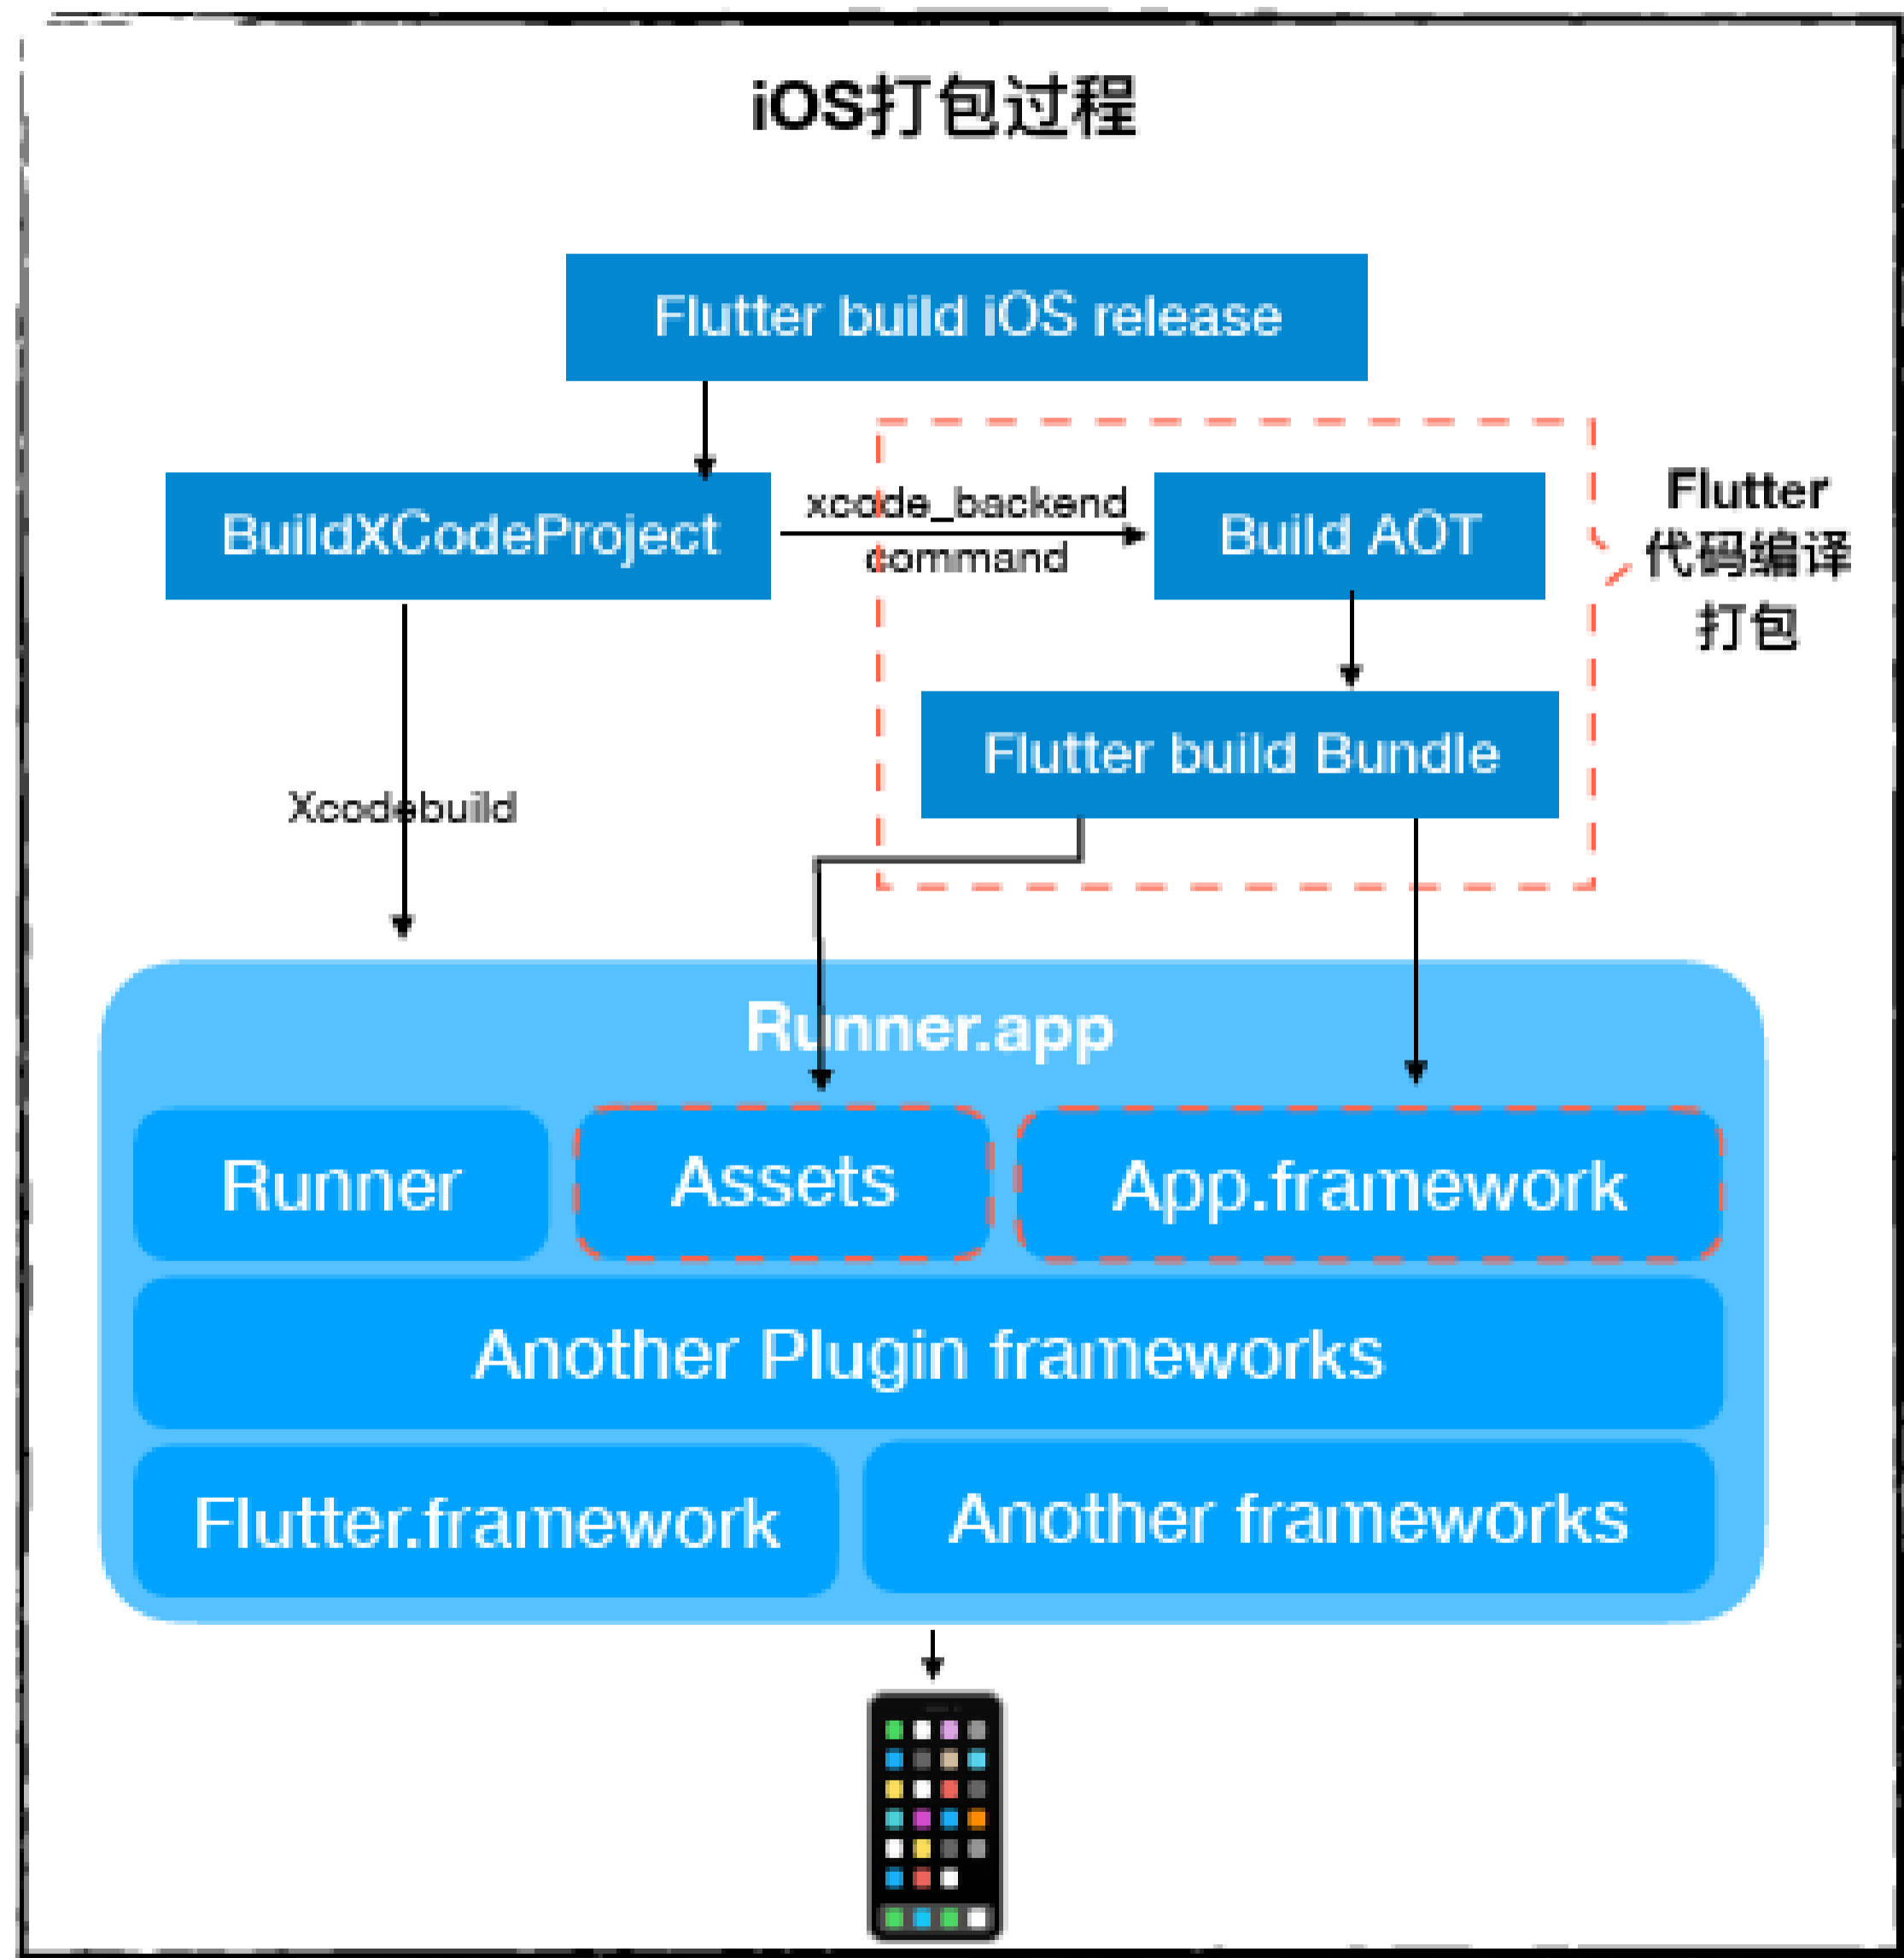 iOS打包过程
Flutter build iOS release
BuildXCodeProject
xcode_backend
command
Build AOT
Flutter
代码编译
打包
Flutter build Bundle
Xcodebuild
Runner.app
Runner
Assets
App.framework
Another Plugin frameworks
Flutter.framework
Another frameworks